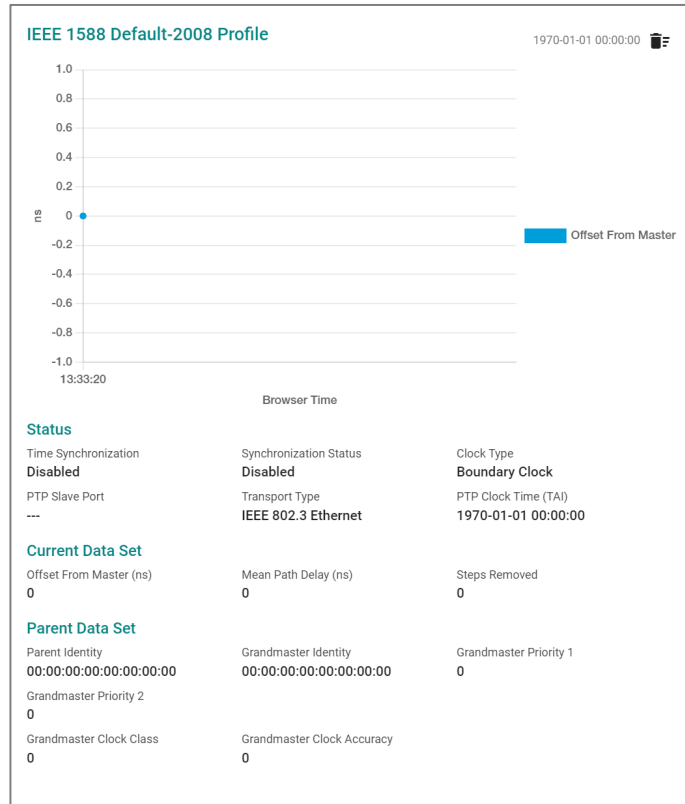 IEEE 1588 Default-2008 Profile
1970-01-01 00:00:00
1.0
0.8
0.6
0.4
0.2
0
-0.2
-0.4
-0.6
-0.8
-1.0
ns
Offset From Master
13:33:20
Browser Time
Status
Time Synchronization Synchronization Status Clock Type
Disabled Disabled Boundary Clock
PTP Slave Port Transport Type PTP Clock Time (TAI)
--- IEEE 802.3 Ethernet 1970-01-01 00:00:00
Current Data Set
Offset From Master (ns) Mean Path Delay (ns) Steps Removed
0 0 0
Parent Data Set
Parent Identity Grandmaster Identity Grandmaster Priority 1
00:00:00:00:00:00:00:00 00:00:00:00:00:00:00:00 0
Grandmaster Priority 2
0
Grandmaster Clock Class Grandmaster Clock Accuracy
0 0